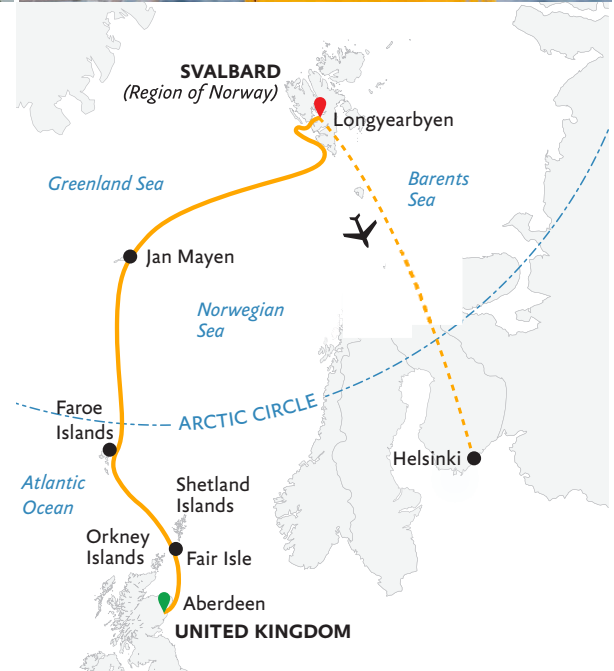 SVALBARD
(Region of Norway)
Longyearbyen
Greenland Sea
Barents
Sea
Jan Mayen
Norwegian
Sea
ARCTIC CIRCLE
Faroe
Islands
Helsinki
Atlantic
Ocean
Shetland
Islands
Orkney
Islands
Fair Isle
Aberdeen
UNITED KINGDOM